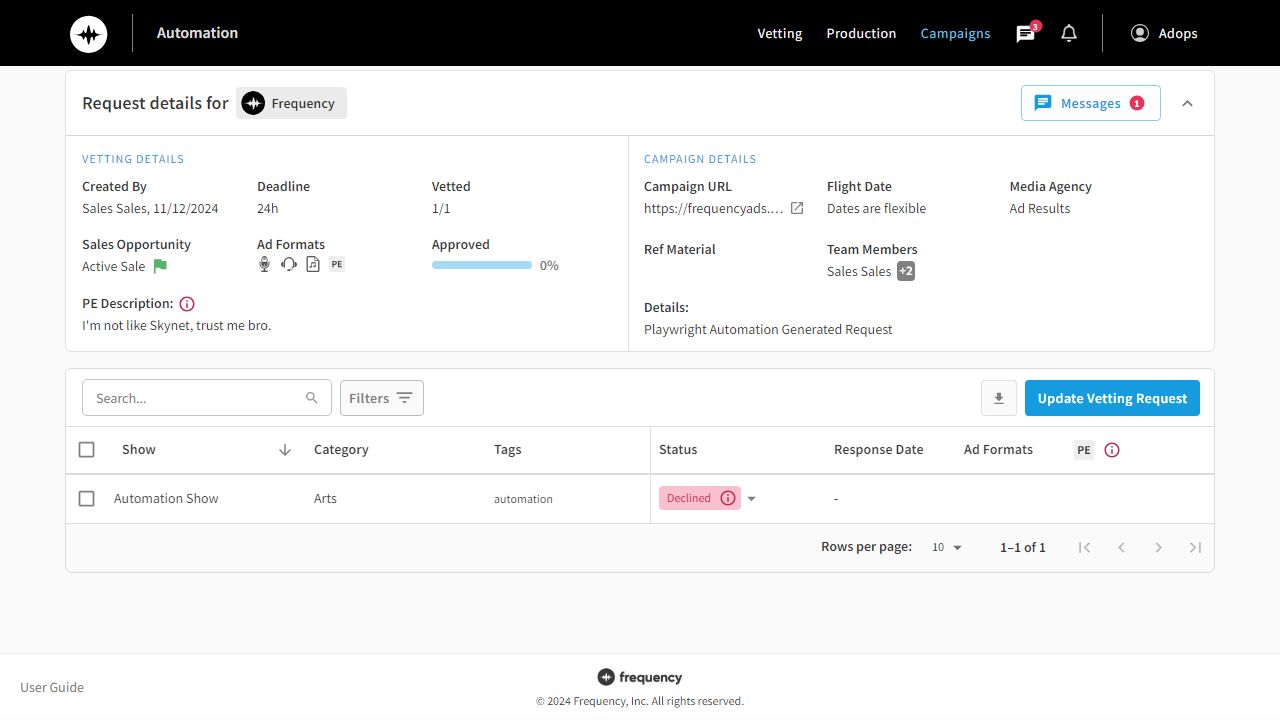 Automation
Vetting Production Campaigns 3 Adops
Request details for Frequency Messages 1
VETTING DETAILS
Created By Deadline Vetted
Sales Sales, 11/12/2024 24h 1/1
Sales Opportunity Ad Formats Approved
Active Sale PE 0%
PE Description:
I'm not like Skynet, trust me bro.
CAMPAIGN DETAILS
Campaign URL Flight Date Media Agency
https://frequencyads.... Dates are flexible Ad Results
Ref Material Team Members
Sales Sales +2
Details:
Playwright Automation Generated Request
Search... Filters Update Vetting Request
Show Category Tags Status Response Date Ad Formats PE
Automation Show Arts automation Declined -
Rows per page: 10 1–1 of 1
User Guide
frequency
© 2024 Frequency, Inc. All rights reserved.